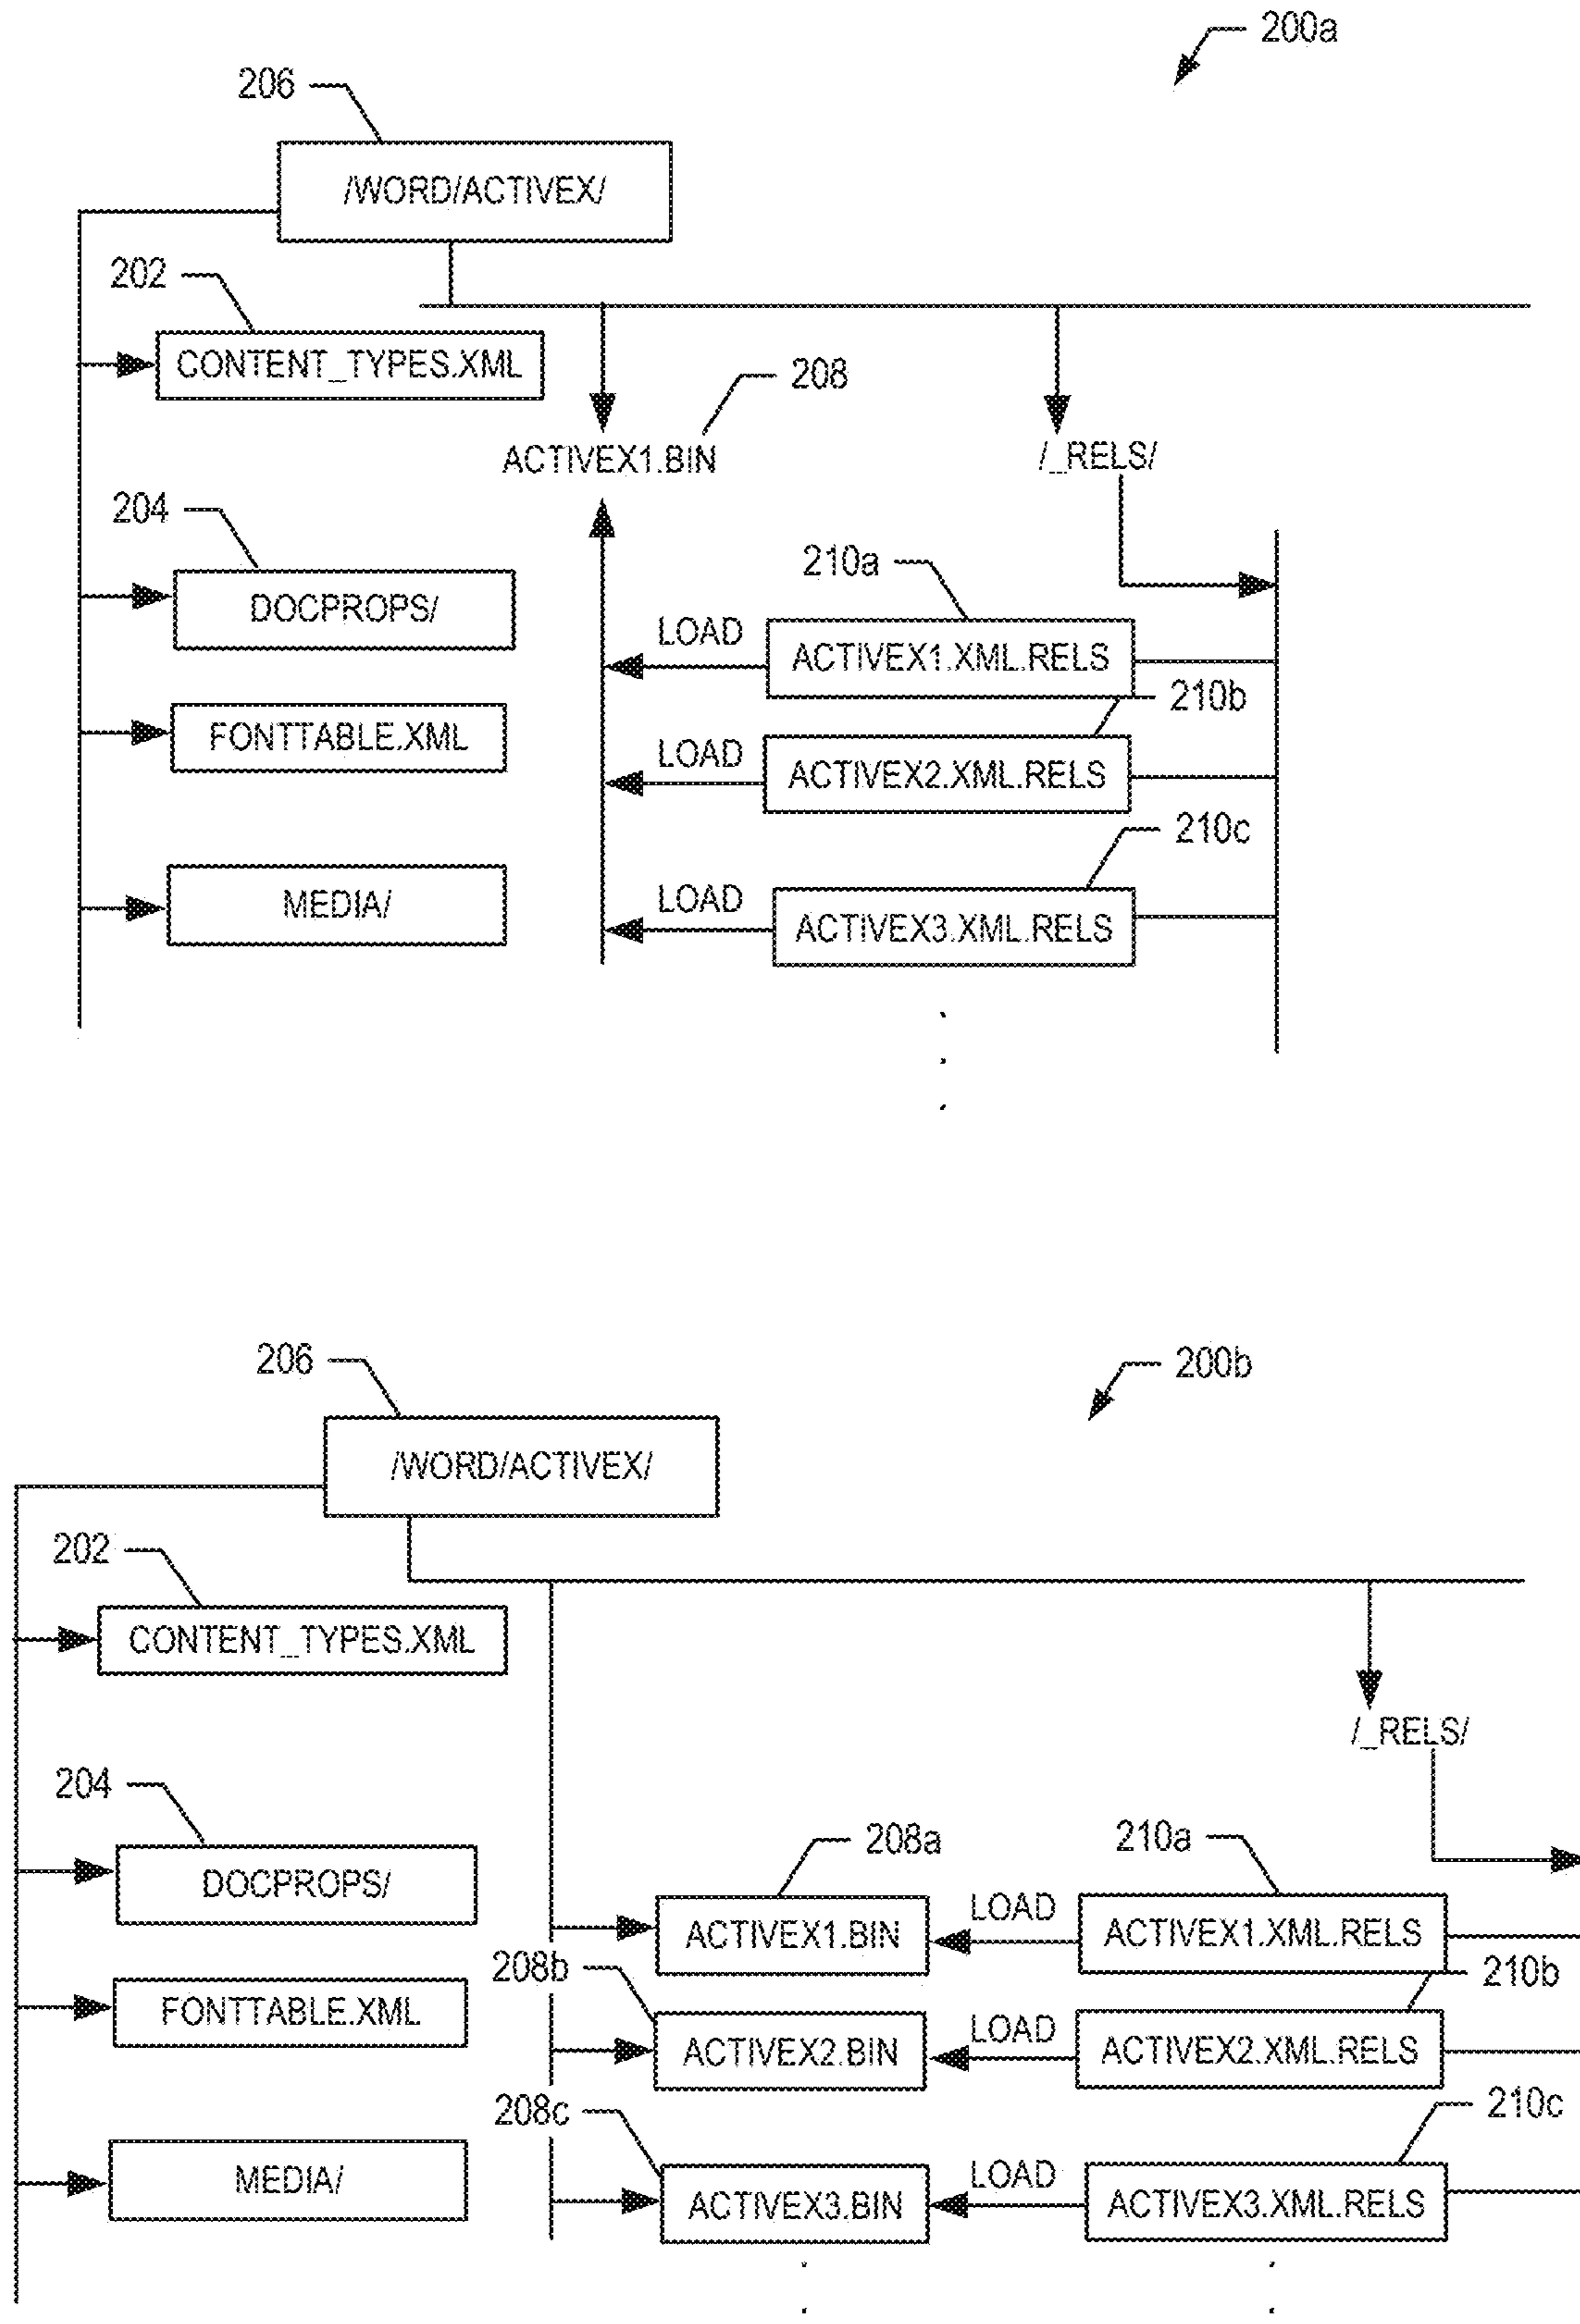 200a
206
/WORD/ACTIVEX/
202
CONTENT_TYPES.XML
208
ACTIVEX1.BIN
/_RELS/
204
DOCPROPS/
210a
LOAD
ACTIVEX1.XML.RELS
210b
FONTTABLE.XML
LOAD
ACTIVEX2.XML.RELS
210c
MEDIA/
LOAD
ACTIVEX3.XML.RELS
206
200b
/WORD/ACTIVEX/
202
CONTENT_TYPES.XML
/_RELS/
204
DOCPROPS/
208a
210a
ACTIVEX1.BIN
LOAD
ACTIVEX1.XML.RELS
208b
210b
FONTTABLE.XML
ACTIVEX2.BIN
LOAD
ACTIVEX2.XML.RELS
208c
210c
MEDIA/
ACTIVEX3.BIN
LOAD
ACTIVEX3.XML.RELS